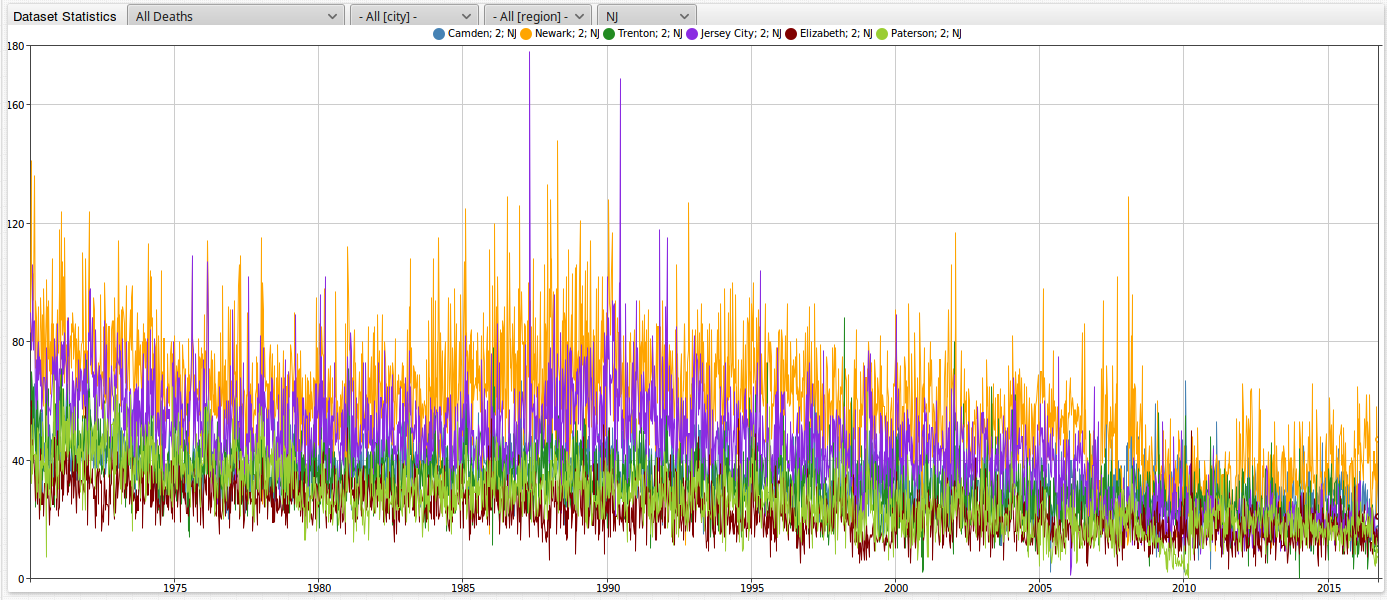 Dataset Statistics All Deaths - All [city] - - All [region] - NJ
Camden; 2; NJ Newark; 2; NJ Trenton; 2; NJ Jersey City; 2; NJ Elizabeth; 2; NJ Paterson; 2; NJ
180
160
120
80
40
0
1975 1980 1985 1990 1995 2000 2005 2010 2015